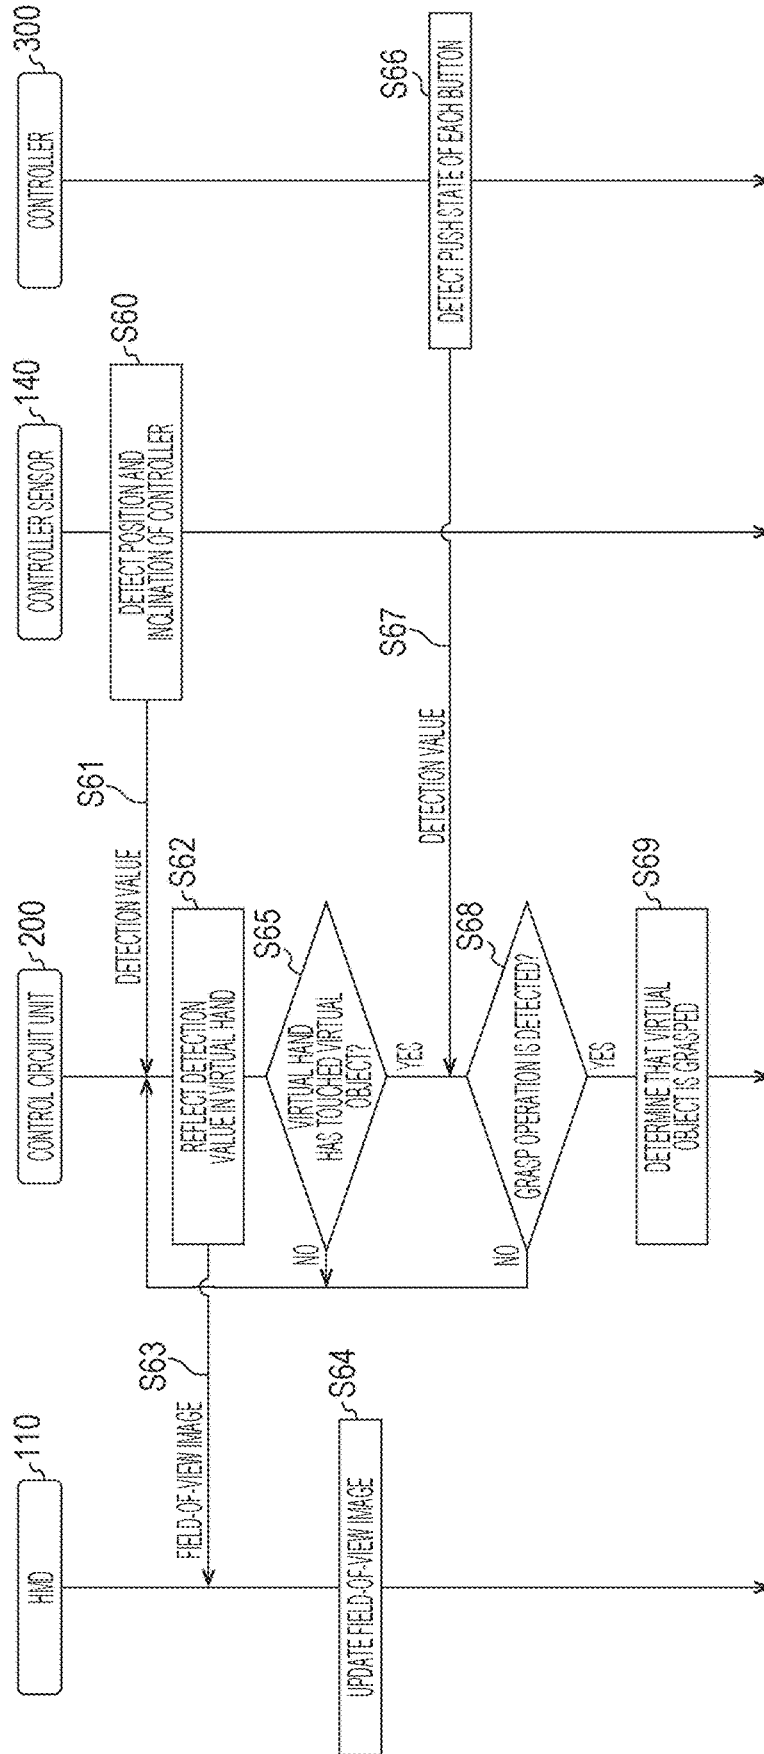 HMD
110
CONTROL CIRCUIT UNIT
200
CONTROLLER SENSOR
140
CONTROLLER
300
DETECT POSITION AND
INCLINATION OF CONTROLLER
S60
DETECTION VALUE
S61
REFLECT DETECTION
VALUE IN VIRTUAL HAND
S62
FIELD-OF-VIEW IMAGE
S63
UPDATE FIELD-OF-VIEW IMAGE
S64
VIRTUAL HAND
HAS TOUCHED VIRTUAL
OBJECT?
S65
NO
YES
DETECT PUSH STATE OF EACH BUTTON
S66
DETECTION VALUE
S67
GRASP OPERATION IS DETECTED?
S68
NO
YES
DETERMINE THAT VIRTUAL
OBJECT IS GRASPED
S69